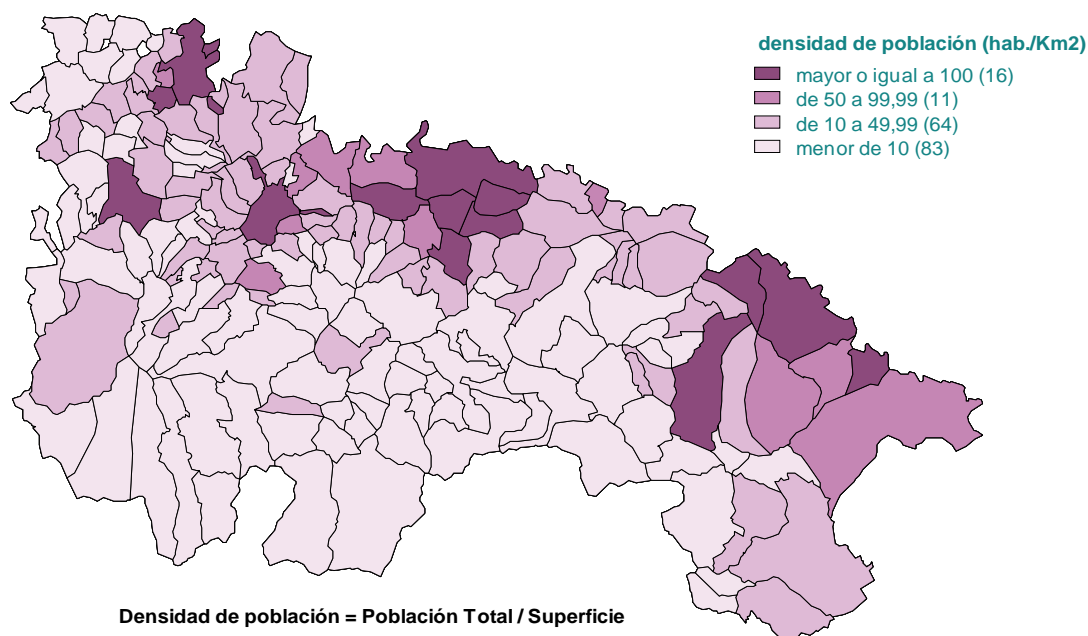 densidad de población (hab./Km2)
mayor o igual a 100 (16)
de 50 a 99,99 (11)
de 10 a 49,99 (64)
menor de 10 (83)
Densidad de población = Población Total / Superficie